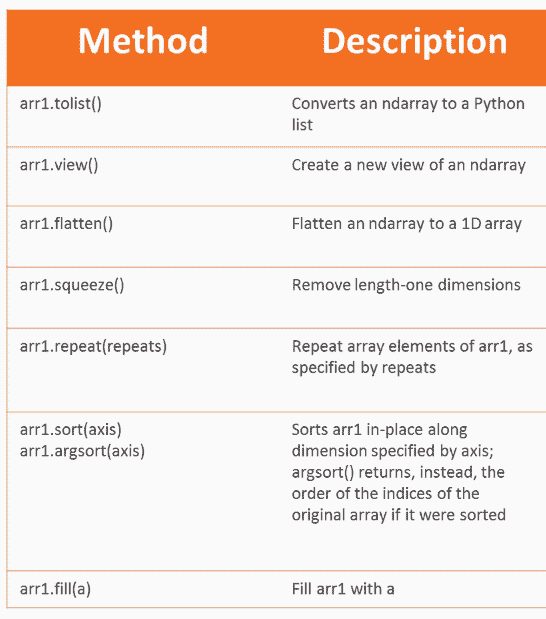 Method Description
arr1.tolist() Converts an ndarray to a Python
list
arr1.view() Create a new view of an ndarray
arr1.flatten() Flatten an ndarray to a 1D array
arr1.squeeze() Remove length-one dimensions
arr1.repeat(repeats) Repeat array elements of arr1, as
specified by repeats
arr1.sort(axis) Sorts arr1 in-place along
arr1.argsort(axis) dimension specified by axis;
argsort() returns, instead, the
order of the indices of the
original array if it were sorted
arr1.fill(a) Fill arr1 with a